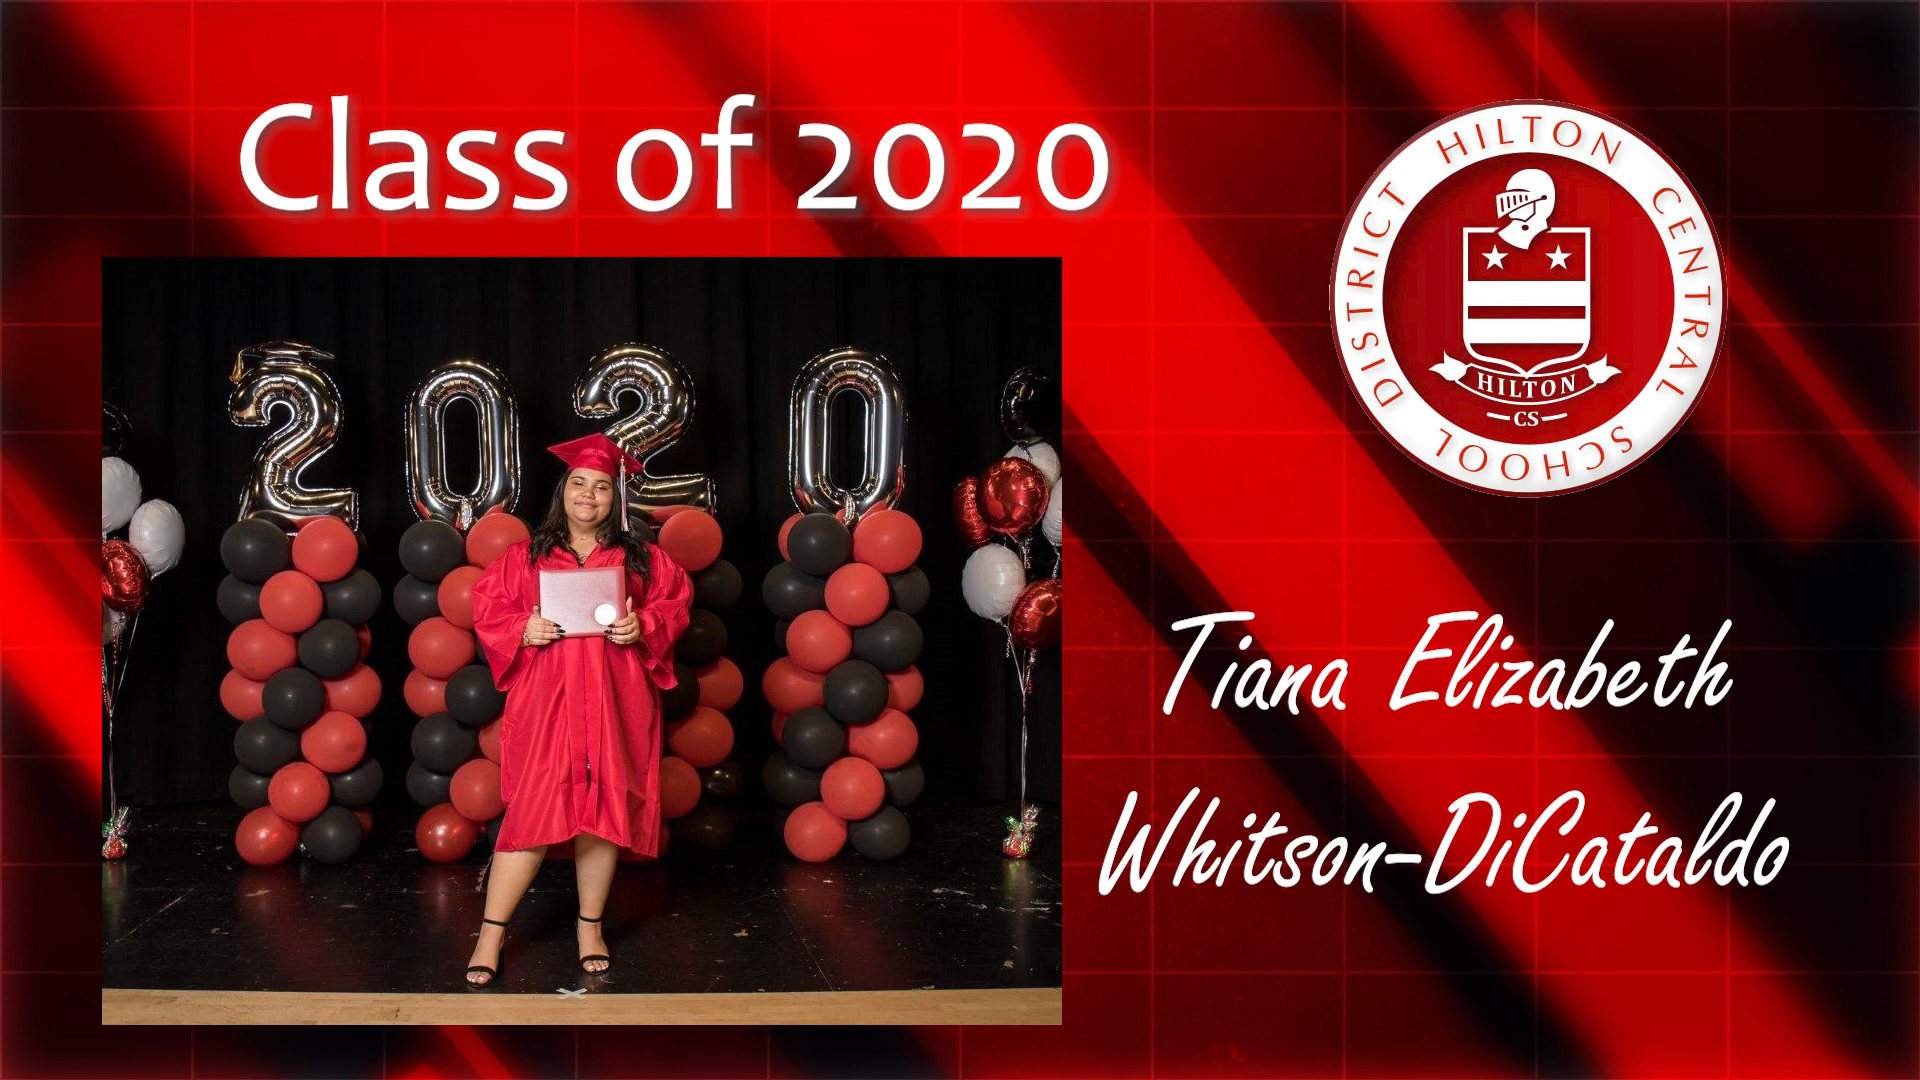 Class of 2020
HILTON CENTRAL SCHOOL DISTRICT
HILTON
CS
2020
Tiana Elizabeth
Whitson-DiCataldo